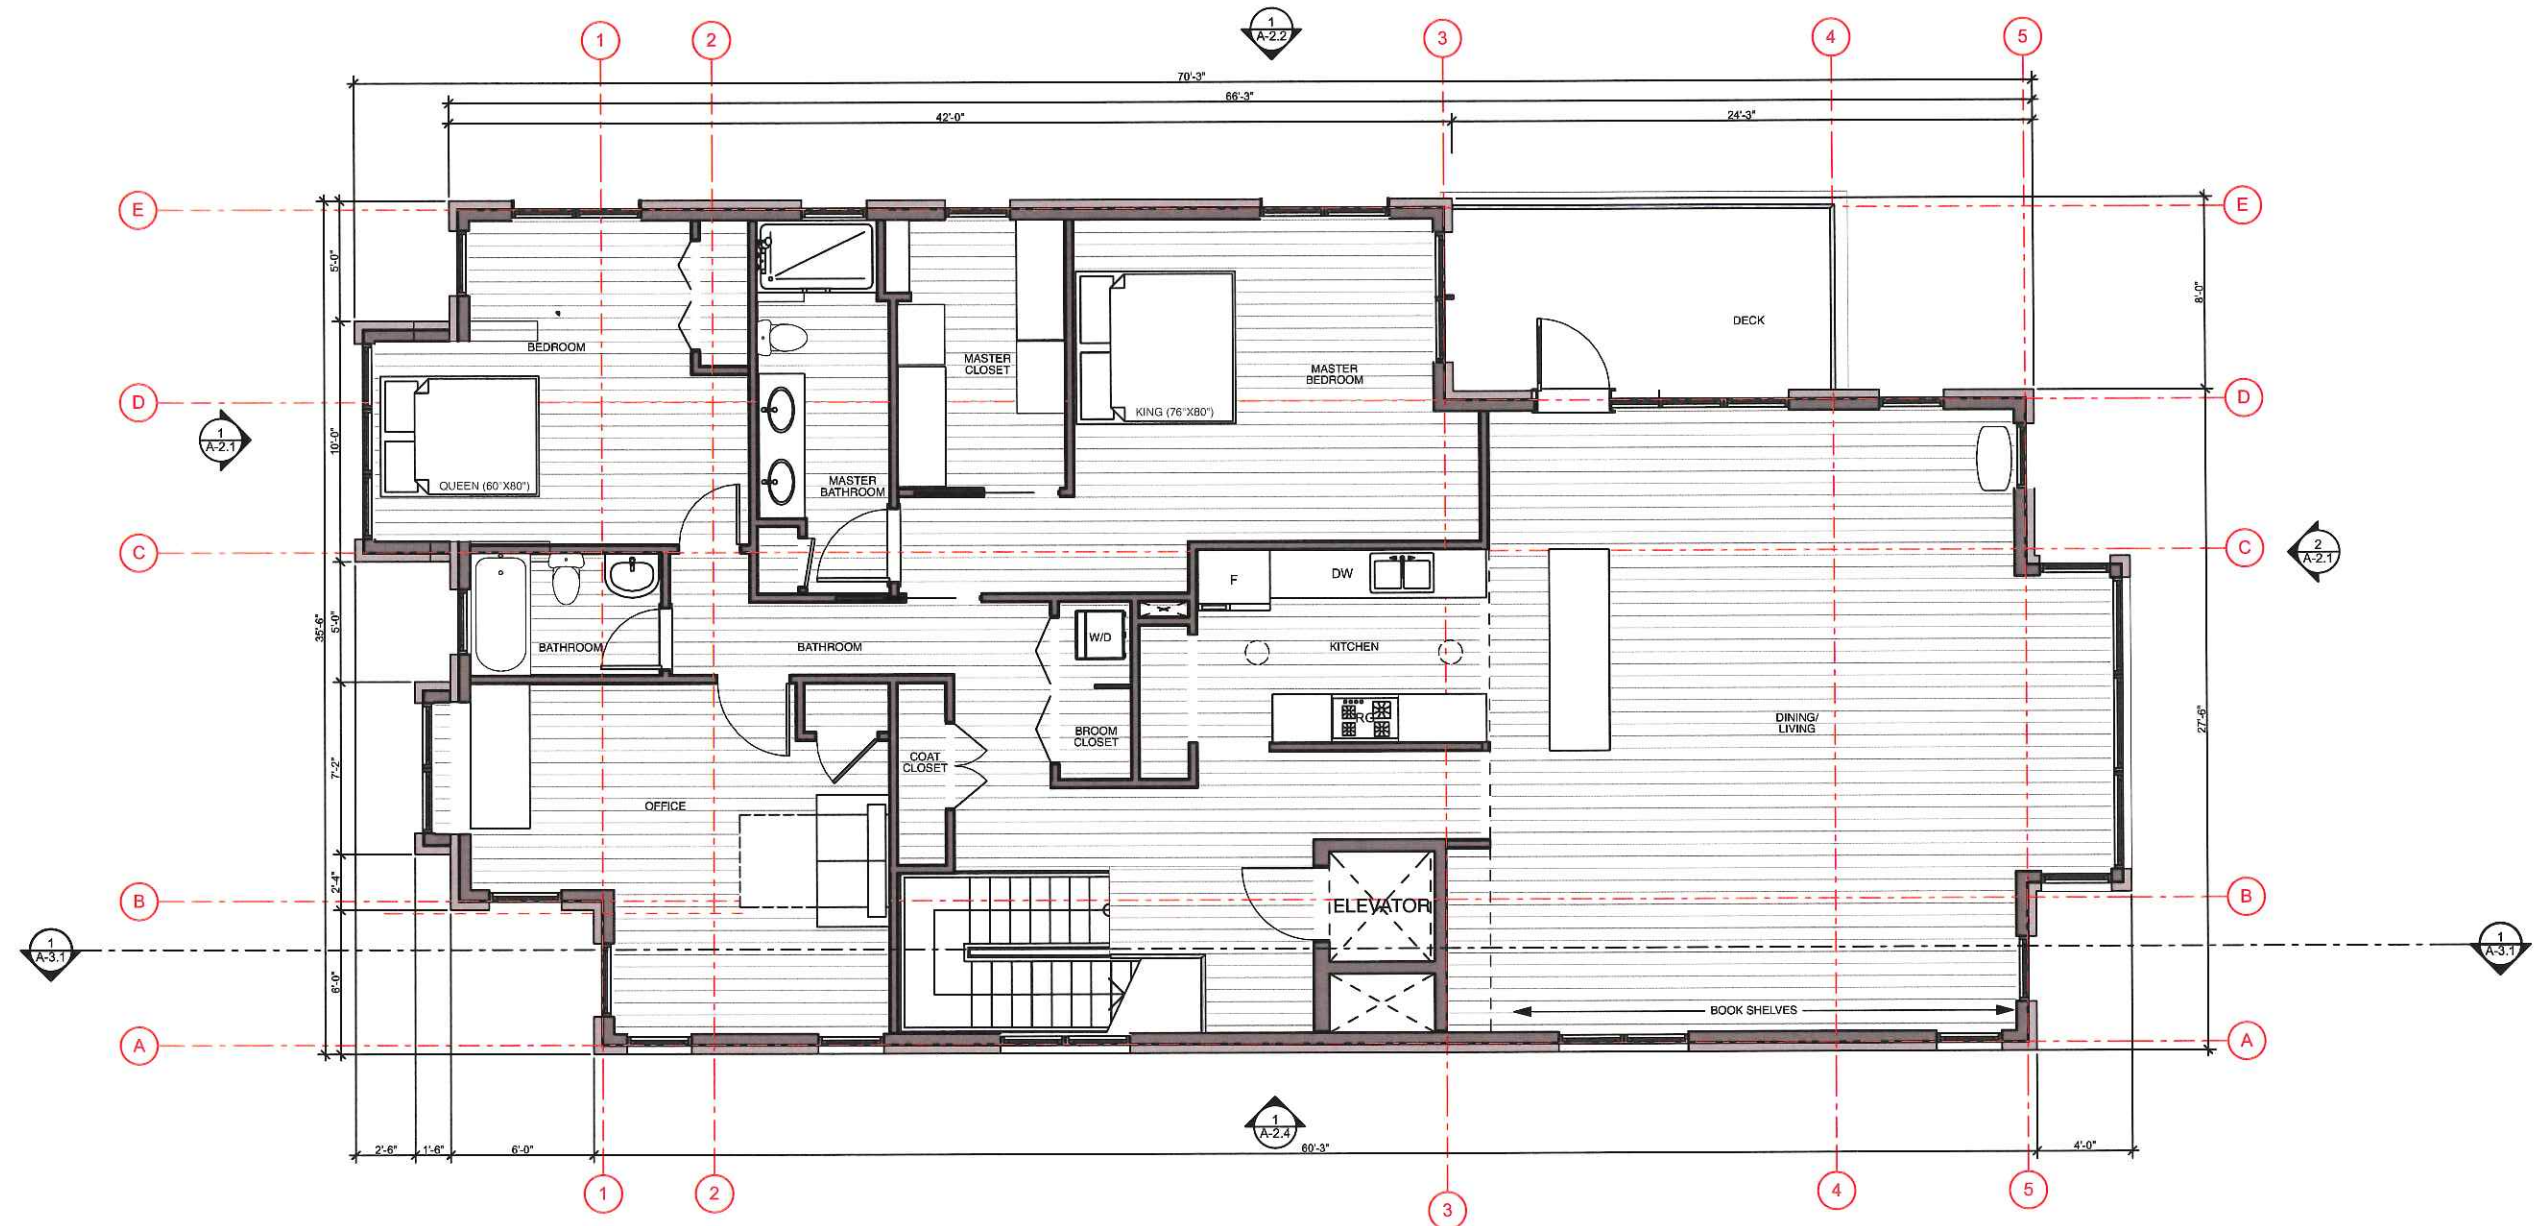 1
2
1
A-2.2
3
4
5
70'-3"
66'-3"
42'-0"
24'-3"
E
E
5'-0"
8'-0"
DECK
BEDROOM
MASTER
CLOSET
MASTER
BEDROOM
D
D
KING (76"X80")
1
A-2.1
10'-0"
QUEEN (60"X80")
MASTER
BATHROOM
C
C
2
A-2.1
F
DW
35'-6"
5'-0"
BATHROOM
BATHROOM
W/D
KITCHEN
RG
DINING/
LIVING
27'-6"
BROOM
CLOSET
COAT
CLOSET
7'-2"
OFFICE
2'-4"
B
B
ELEVATOR
1
A-3.1
1
A-3.1
6'-0"
BOOK SHELVES
A
A
1
A-2.4
2'-6"
1'-6"
6'-0"
60'-3"
4'-0"
1
2
3
4
5